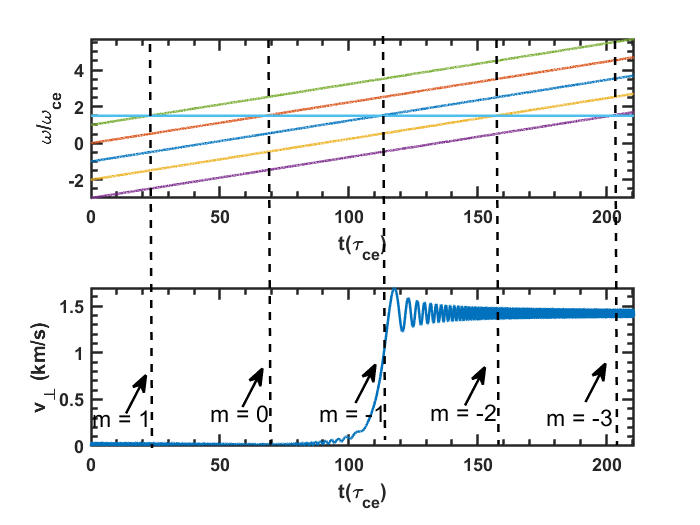 4
2
0
-2
ω/ω_ce
0 50 100 150 200
t(τ_ce)
1.5
1
0.5
0
v_⊥ (km/s)
m = 1 m = 0 m = -1 m = -2 m = -3
0 50 100 150 200
t(τ_ce)